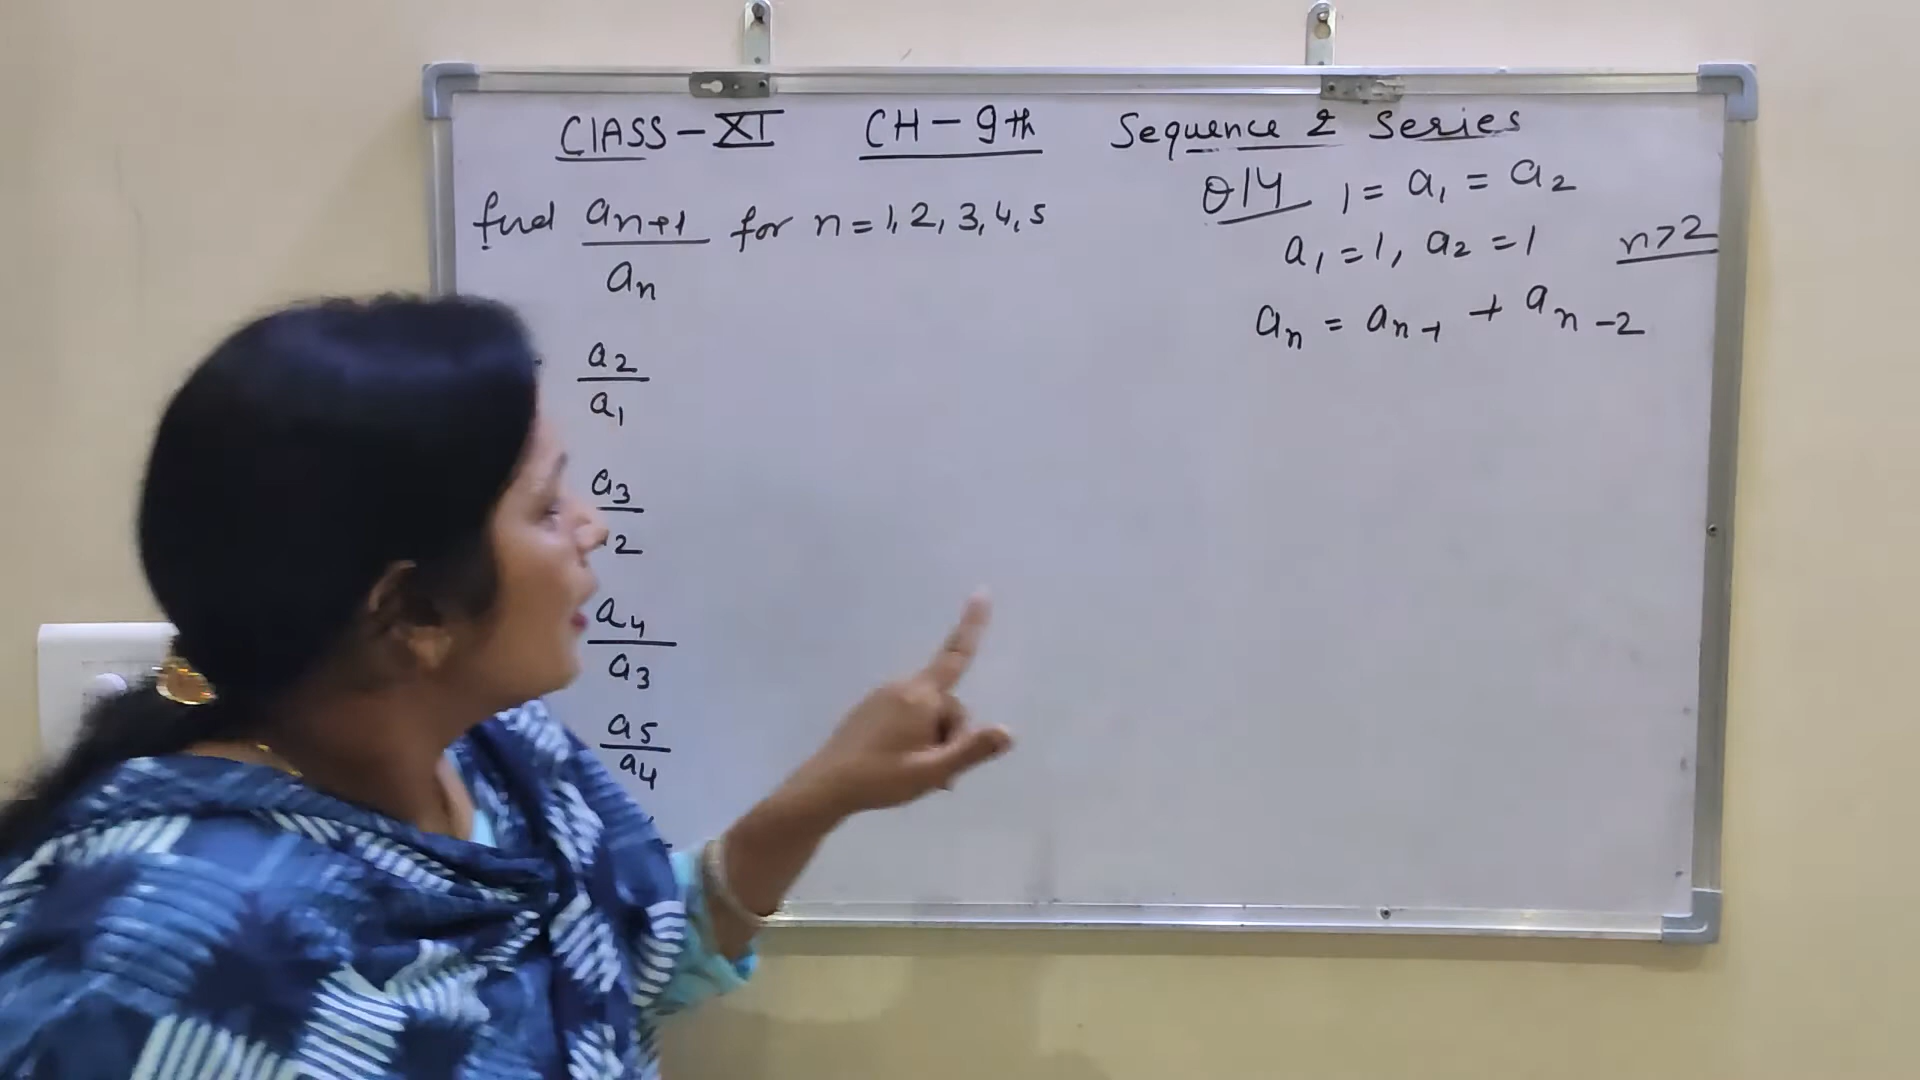 CLASS-XI CH-9th Sequence & Series
find an+1 for n=1,2,3,4,5
an
Q14 1=a1=a2
a1=1, a2=1 n>2
an = an-1 + an-2
a2
a1
a3
2
a4
a3
a5
a4